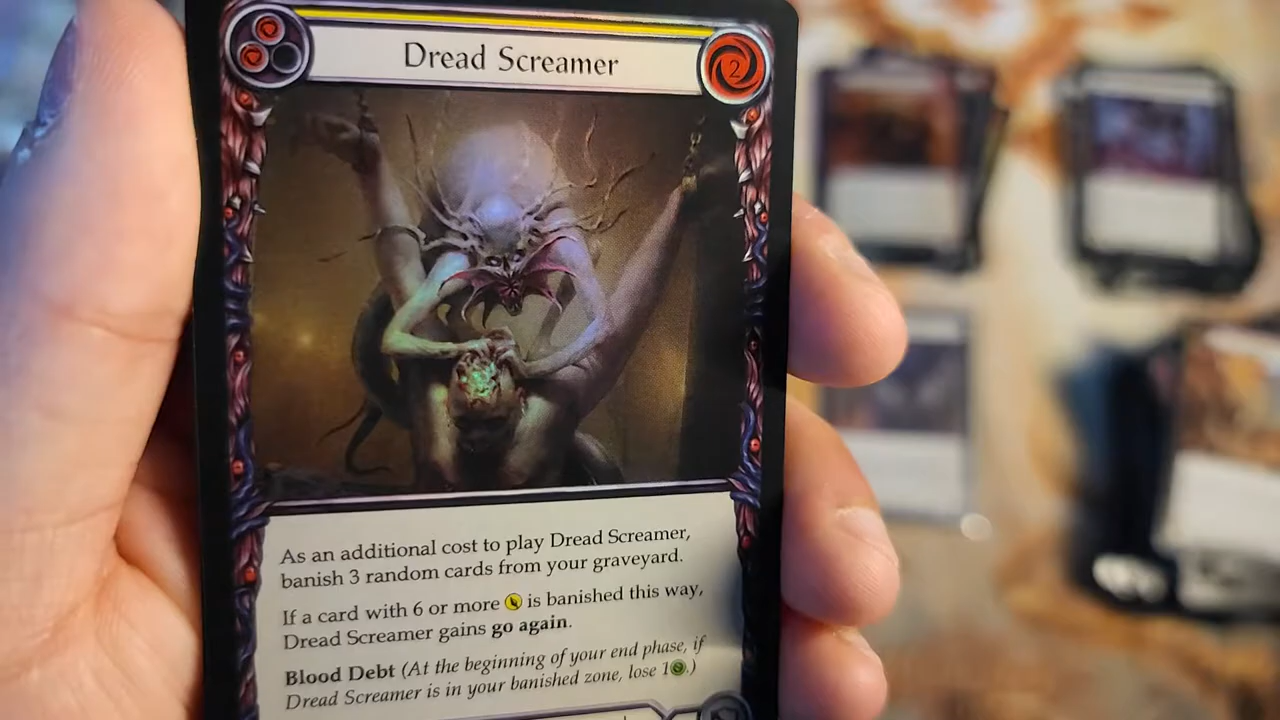 Dread Screamer
2
As an additional cost to play Dread Screamer,
banish 3 random cards from your graveyard.
If a card with 6 or more is banished this way,
Dread Screamer gains go again.
Blood Debt (At the beginning of your end phase, if
Dread Screamer is in your banished zone, lose 1.)